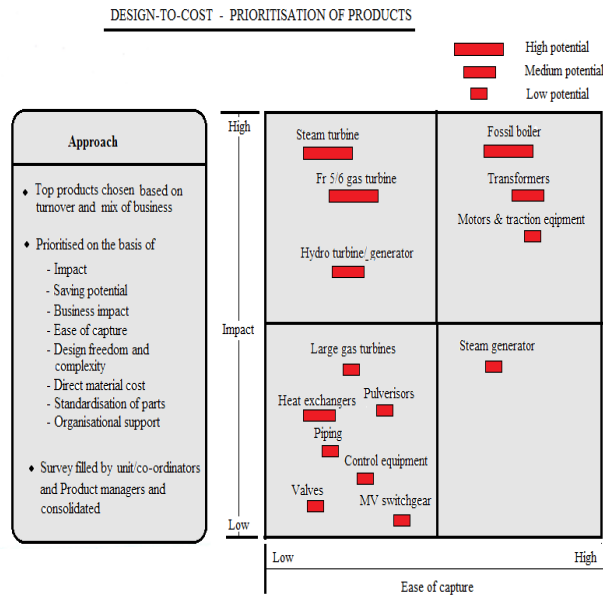 DESIGN-TO-COST - PRIORITISATION OF PRODUCTS
High potential
Medium potential
Low potential
Approach
♦ Top products chosen based on
turnover and mix of business
♦ Prioritised on the basis of
- Impact
- Saving potential
- Business impact
- Ease of capture
- Design freedom and
complexity
- Direct material cost
- Standardisation of parts
- Organisational support
♦ Survey filled by unit/co-ordinators
and Product managers and
consolidated
High
Impact
Low
Steam turbine
Fr 5/6 gas turbine
Hydro turbine/ generator
Fossil boiler
Transformers
Motors & traction eqipment
Large gas turbines
Heat exchangers
Pulverisors
Piping
Control equipment
Valves
MV switchgear
Steam generator
Low
High
Ease of capture